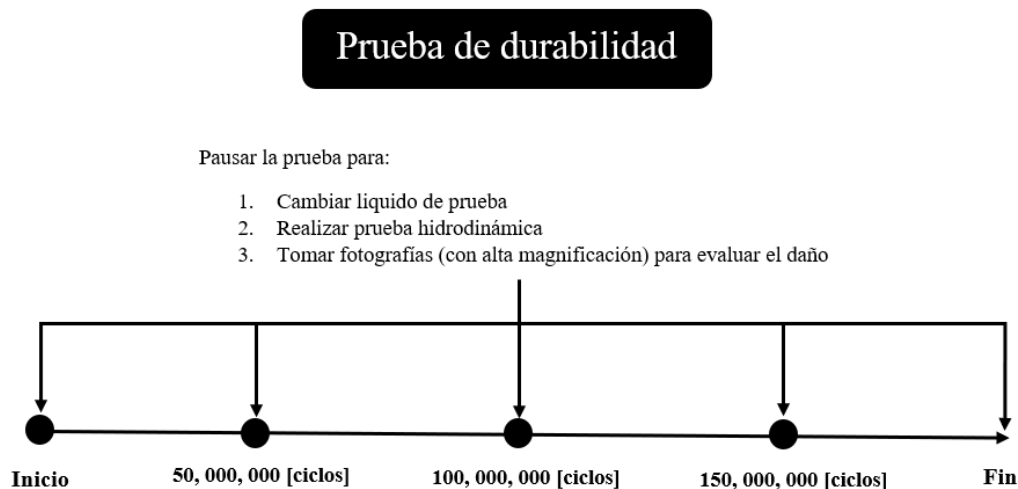 Prueba de durabilidad
Pausar la prueba para:
1. Cambiar liquido de prueba
2. Realizar prueba hidrodinámica
3. Tomar fotografías (con alta magnificación) para evaluar el daño
Inicio
50, 000, 000 [ciclos]
100, 000, 000 [ciclos]
150, 000, 000 [ciclos]
Fin